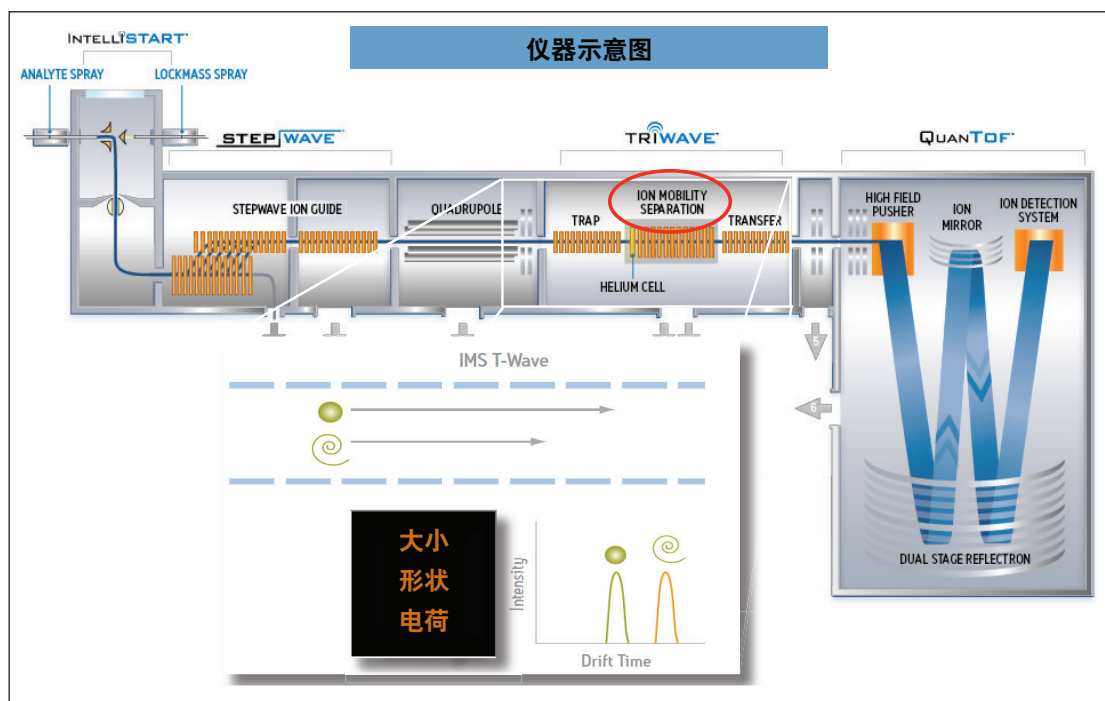 仪器示意图
INTELLISTART
ANALYTE SPRAY
LOCKMASS SPRAY
STEPWAVE
TRIWAVE
QUANTOF
STEPWAVE ION GUIDE
QUADRUPOLE
TRAP
ION MOBILITY
SEPARATION
TRANSFER
HELIUM CELL
HIGH FIELD
PUSHER
ION
MIRROR
ION DETECTION
SYSTEM
5
6
DUAL STAGE REFLECTRON
IMS T-Wave
大小
形状
电荷
Intensity
Drift Time